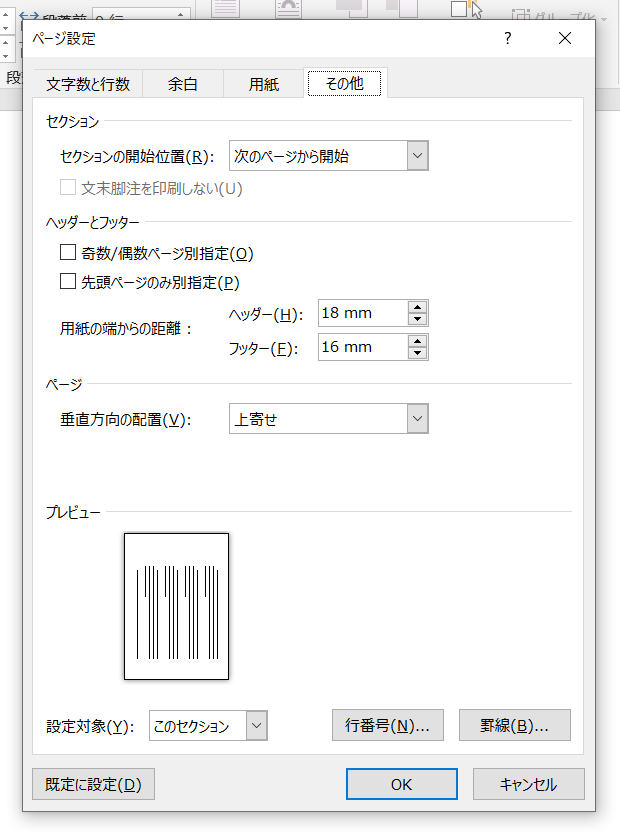 段落前 0 行
ページ設定
?
文字数と行数 余白 用紙 その他
セクション
セクションの開始位置(R): 次のページから開始
文末脚注を印刷しない(U)
ヘッダーとフッター
奇数/偶数ページ別指定(O)
先頭ページのみ別指定(P)
用紙の端からの距離: ヘッダー(H): 18 mm
フッター(F): 16 mm
ページ
垂直方向の配置(V): 上寄せ
プレビュー
設定対象(Y): このセクション 行番号(N)... 罫線(B)...
既定に設定(D) OK キャンセル